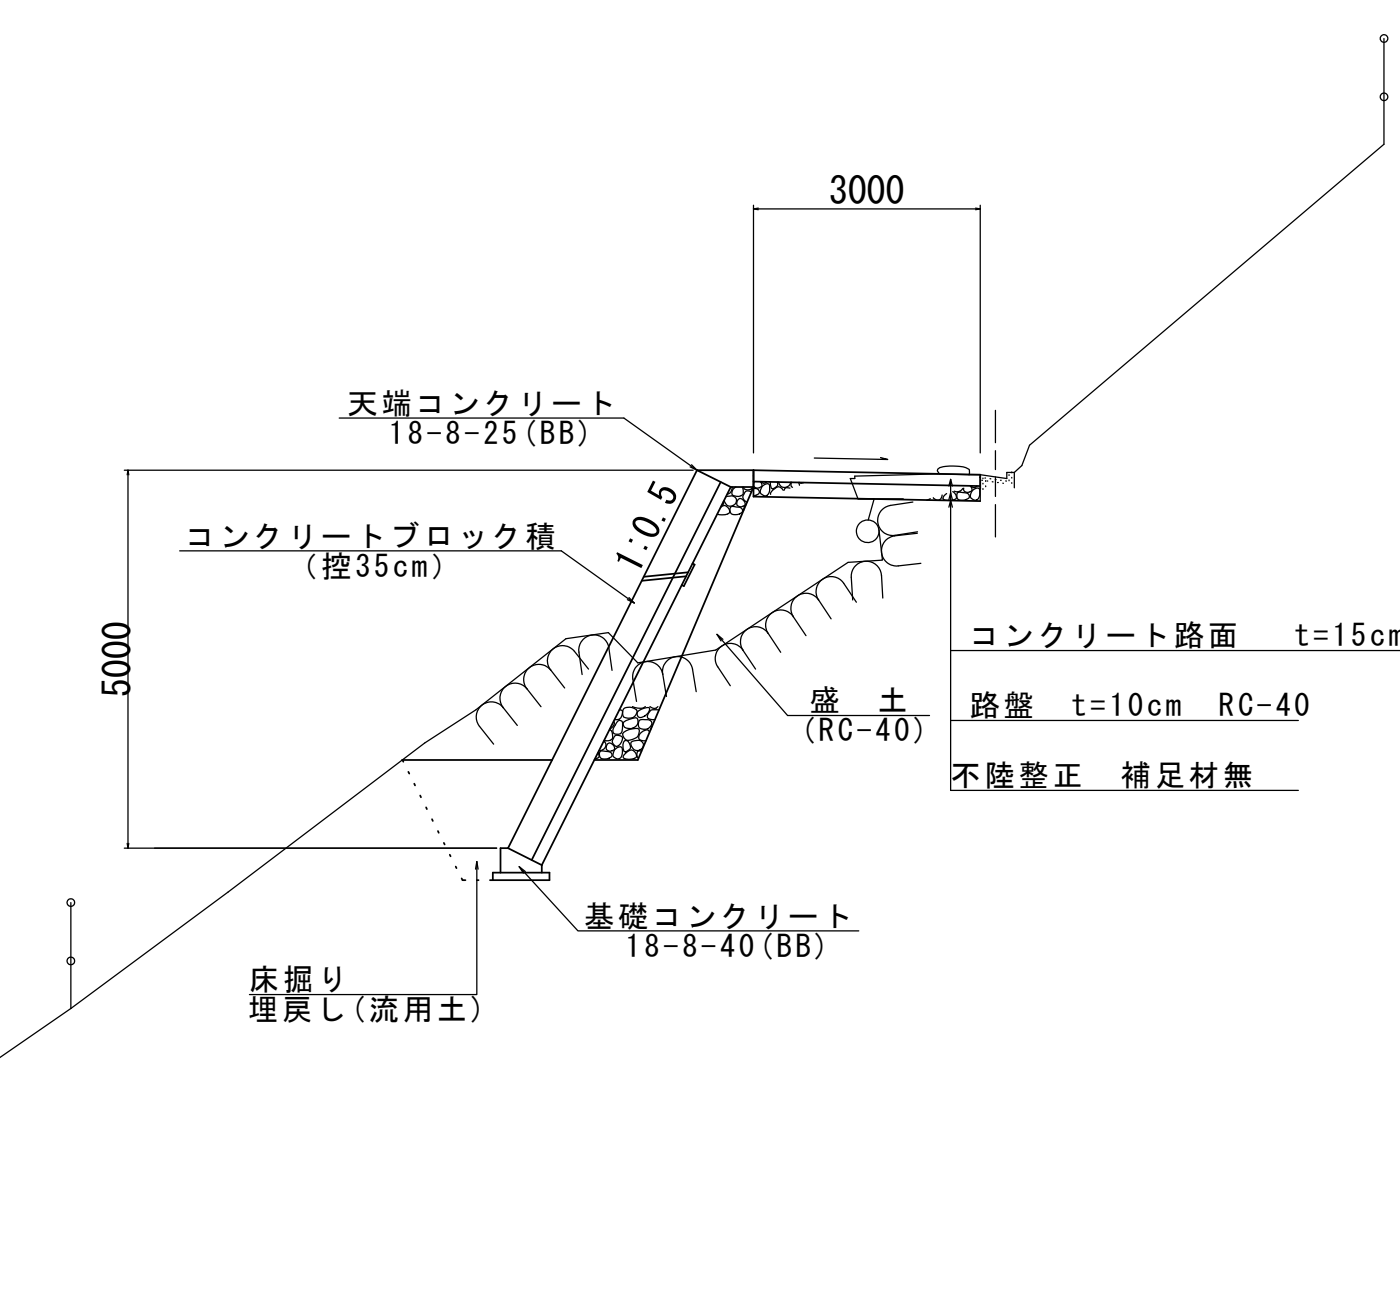 3000
天端コンクリート
18-8-25(BB)
1:0.5
コンクリートブロック積
(控35cm)
5000
コンクリート路面　t=15cm
盛　土
(RC-40)
路盤　t=10cm　RC-40
不陸整正　補足材無
基礎コンクリート
18-8-40(BB)
床掘り
埋戻し(流用土)